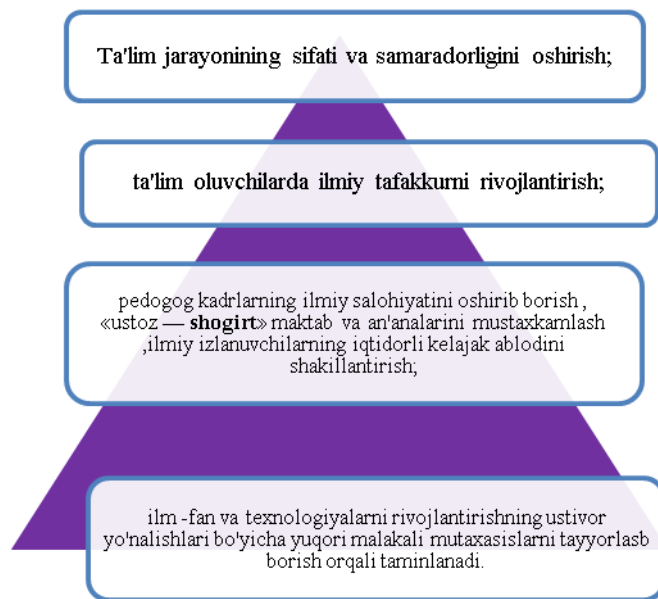 Ta'lim jarayonining sifati va samaradorligini oshirish;
ta'lim oluvchilarda ilmiy tafakkurni rivojlantirish;
pedogog kadrlarning ilmiy salohiyatini oshirib borish ,
«ustoz — shogirt» maktab va an'analarini mustaxkamlash
,ilmiy izlanuvchilarning iqtidorli kelajak ablodini
shakillantirish;
ilm -fan va texnologiyalarni rivojlantirishning ustivor
yo'nalishlari bo'yicha yuqori malakali mutaxasislarni tayyorlasb
borish orqali taminlanadi.